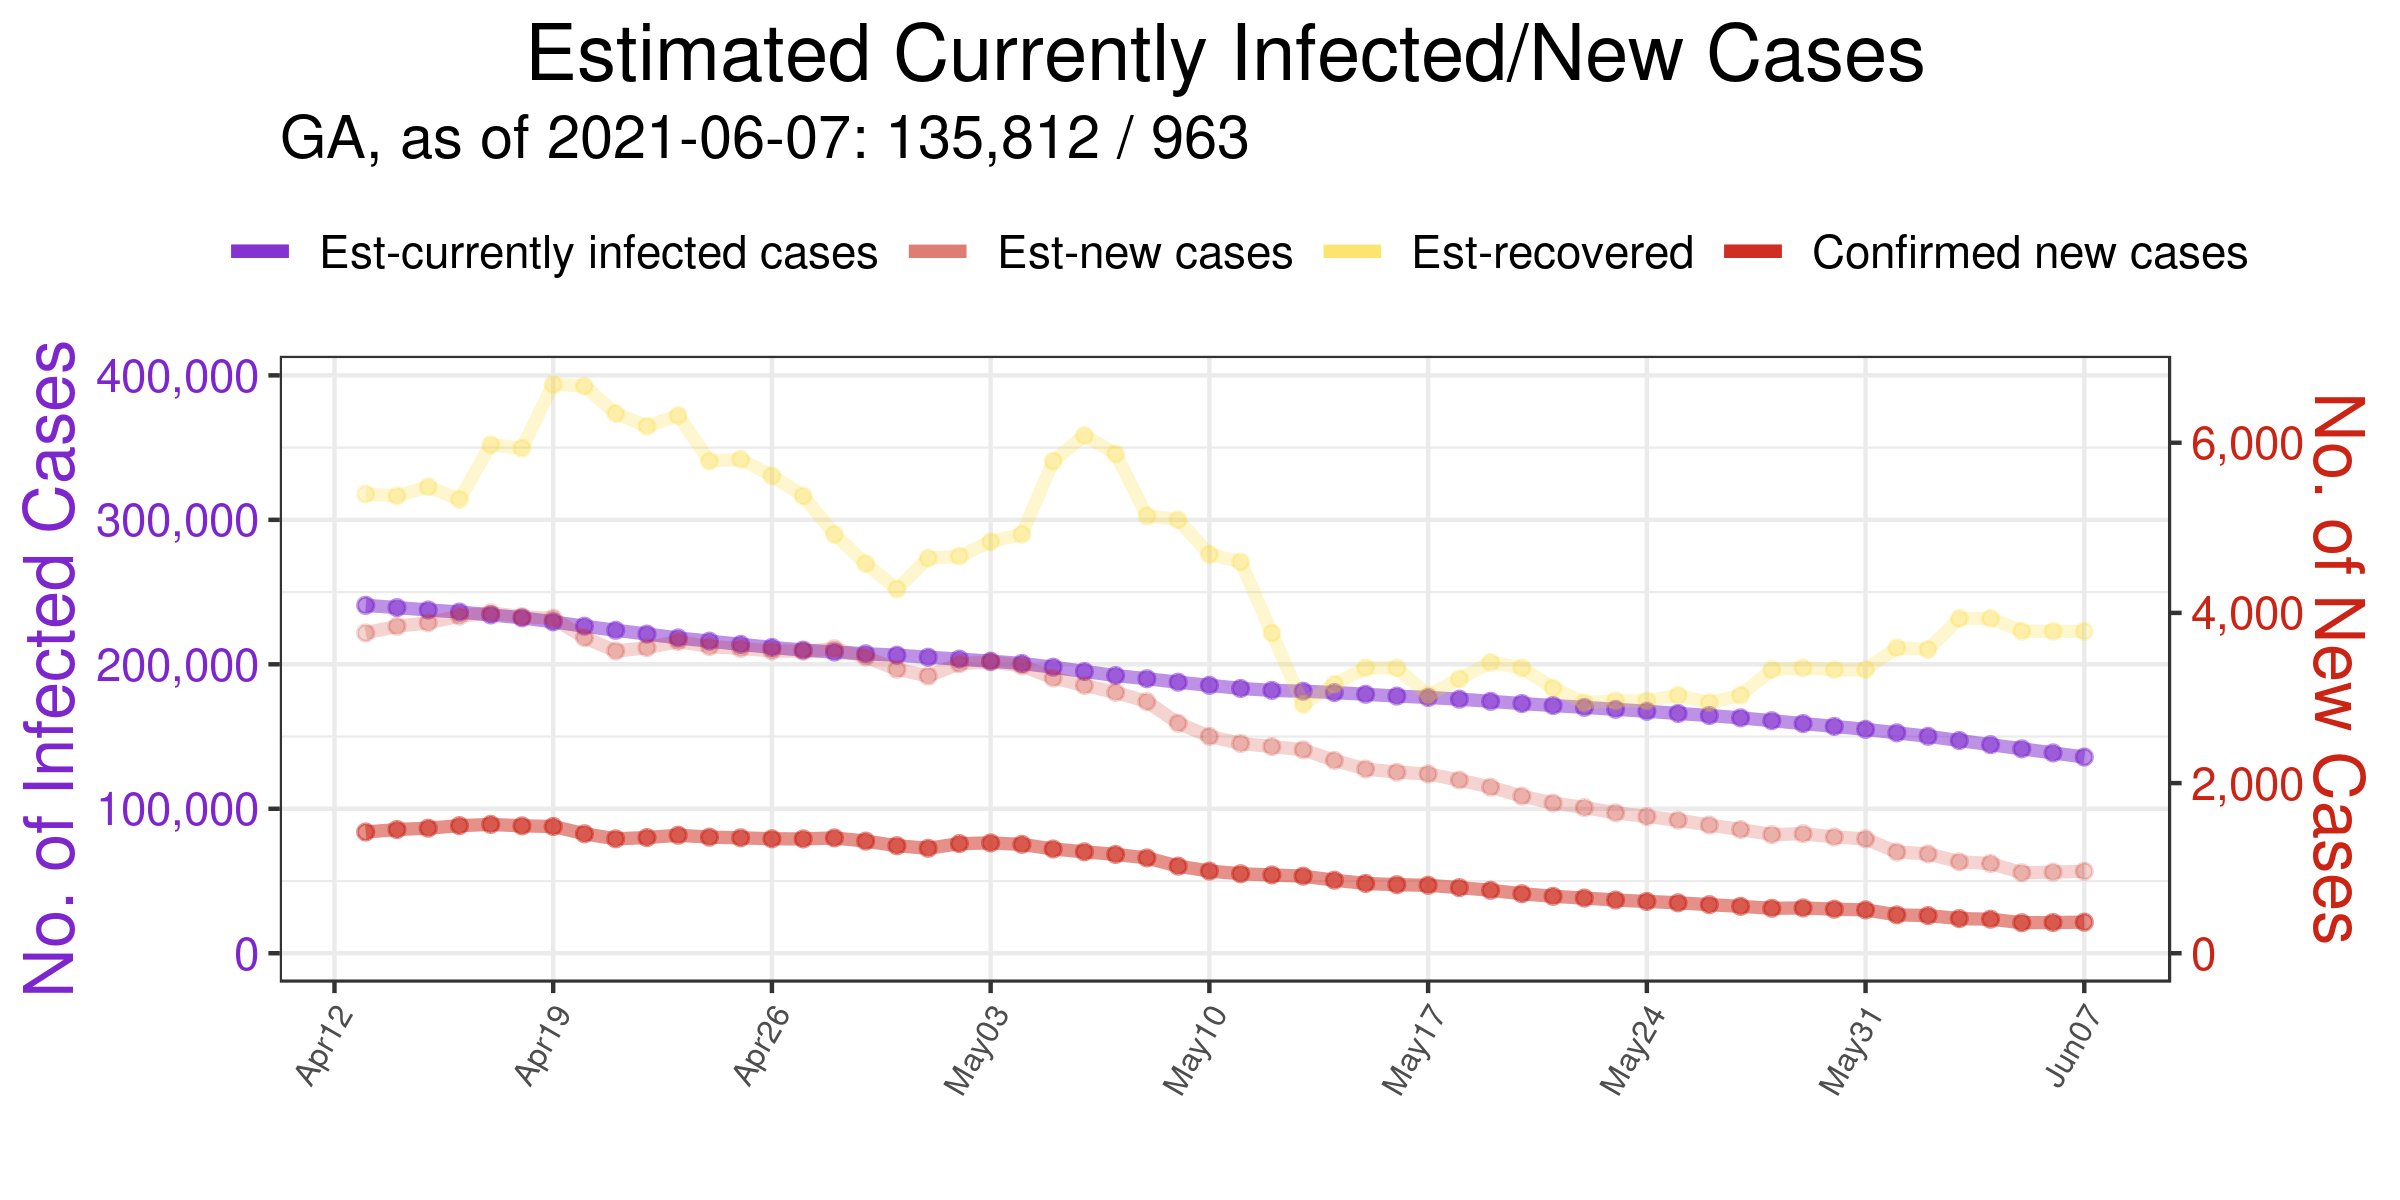 Estimated Currently Infected/New Cases
GA, as of 2021-06-07: 135,812 / 963
Est-currently infected cases Est-new cases Est-recovered Confirmed new cases
No. of Infected Cases
400,000
300,000
200,000
100,000
0
6,000
4,000
2,000
0
No. of New Cases
Apr12 Apr19 Apr26 May03 May10 May17 May24 May31 Jun07